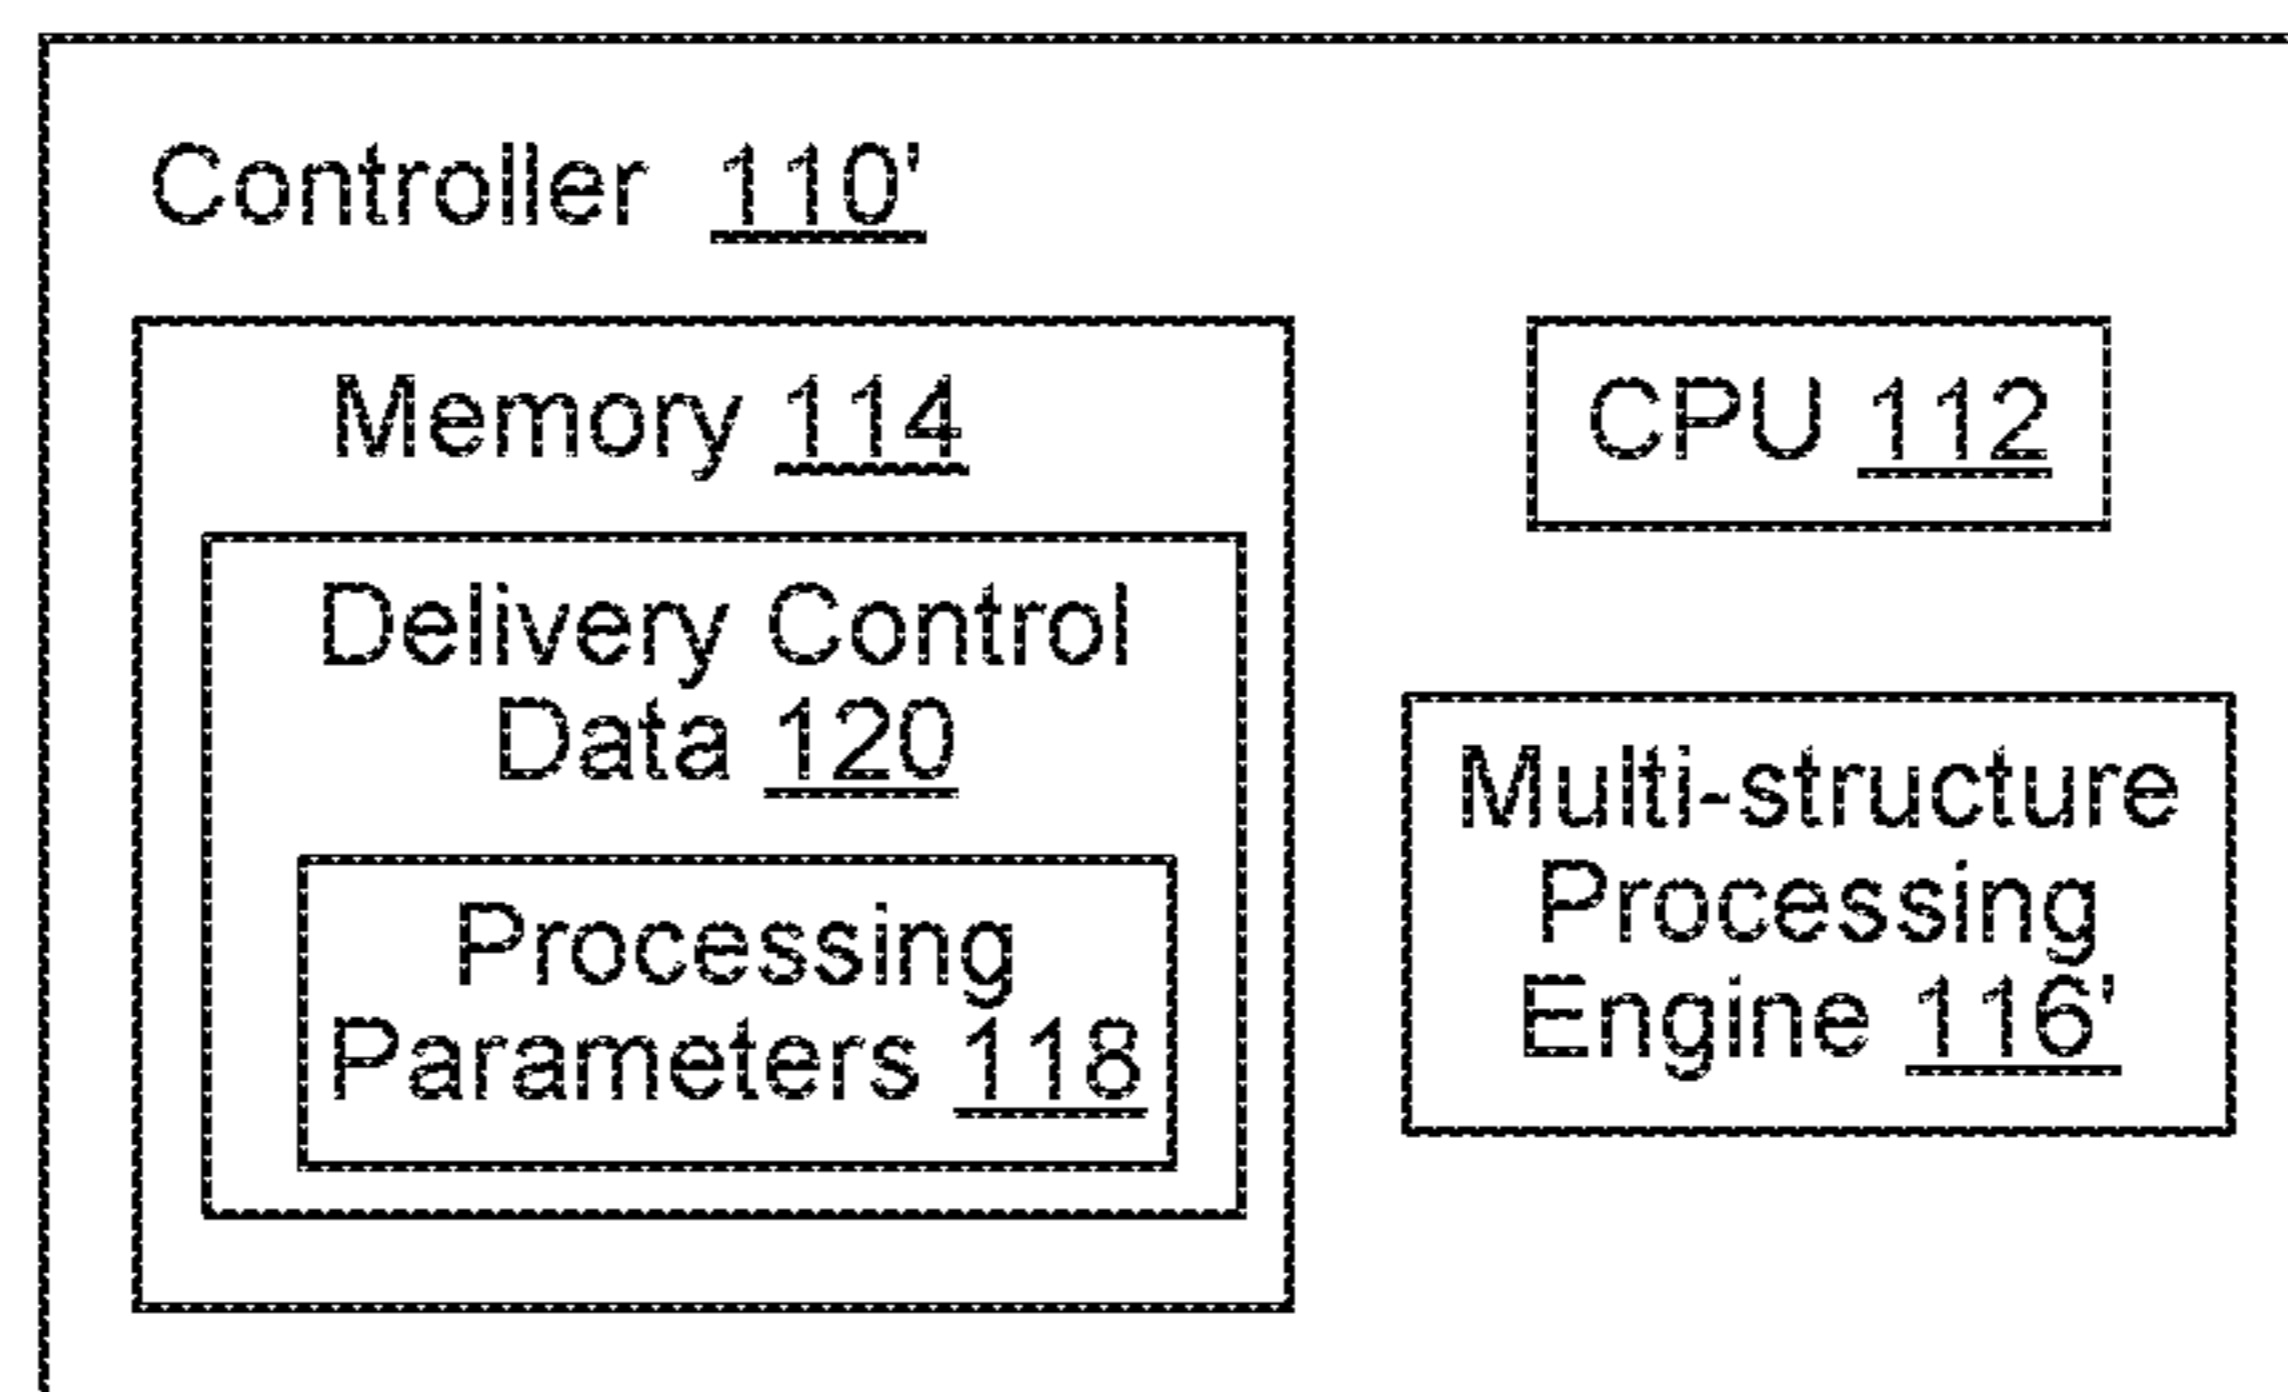 Controller 110'
Memory 114
Delivery Control
Data 120
Processing
Parameters 118
CPU 112
Multi-structure
Processing
Engine 116'